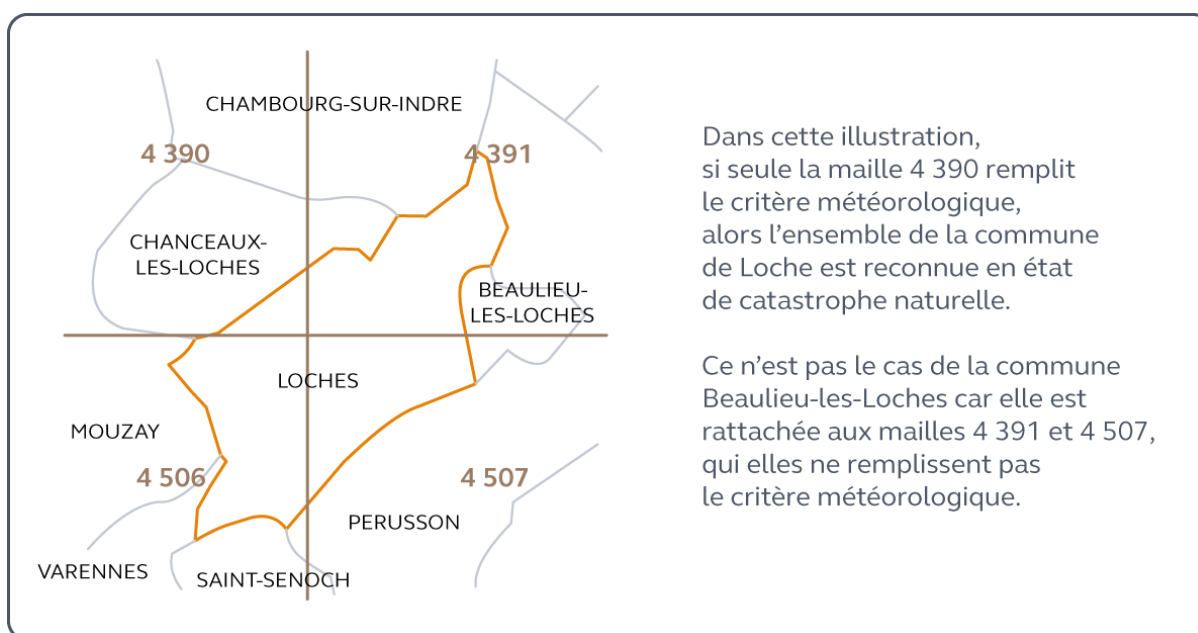 CHAMBOURG-SUR-INDRE
4 390
4 391
CHANCEAUX-
LES-LOCHES
BEAULIEU-
LES-LOCHES
LOCHES
MOUZAY
4 506
4 507
PERUSSON
VARENNES
SAINT-SENOCH
Dans cette illustration,
si seule la maille 4 390 remplit
le critère météorologique,
alors l’ensemble de la commune
de Loche est reconnue en état
de catastrophe naturelle.
Ce n’est pas le cas de la commune
Beaulieu-les-Loches car elle est
rattachée aux mailles 4 391 et 4 507,
qui elles ne remplissent pas
le critère météorologique.